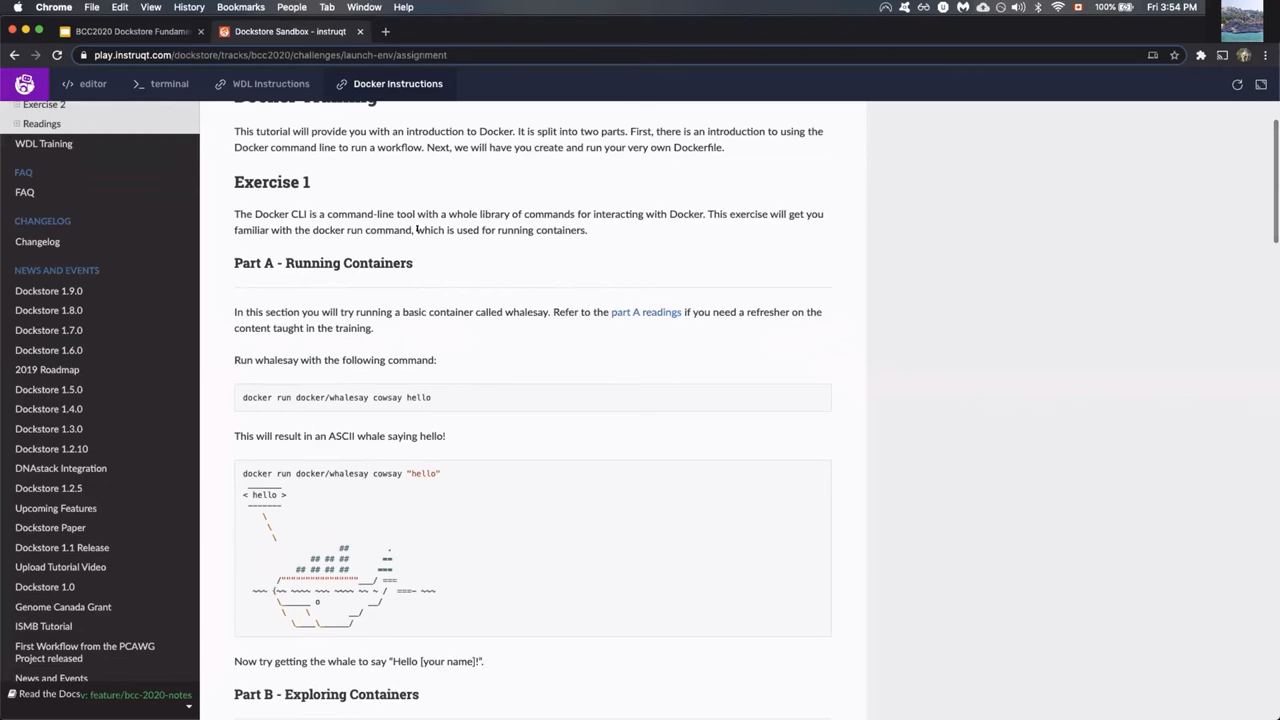 Chrome File Edit View History Bookmarks People Tab Window Help 100% Fri 3:54 PM
BCC2020 Dockstore Fundame Dockstore Sandbox - instruqt
play.instruqt.com/dockstore/tracks/bcc2020/challenges/launch-env/assignment
editor terminal WDL Instructions Docker Instructions
Exercise 2
Readings
WDL Training
FAQ
FAQ
CHANGELOG
Changelog
NEWS AND EVENTS
Dockstore 1.9.0
Dockstore 1.8.0
Dockstore 1.7.0
Dockstore 1.6.0
2019 Roadmap
Dockstore 1.5.0
Dockstore 1.4.0
Dockstore 1.3.0
Dockstore 1.2.10
DNAstack Integration
Dockstore 1.2.5
Upcoming Features
Dockstore Paper
Dockstore 1.1 Release
Upload Tutorial Video
Dockstore 1.0
Genome Canada Grant
ISMB Tutorial
First Workflow from the PCAWG
Project released
News and Events
Read the Docs v: feature/bcc-2020-notes
Docker Training
This tutorial will provide you with an introduction to Docker. It is split into two parts. First, there is an introduction to using the
Docker command line to run a workflow. Next, we will have you create and run your very own Dockerfile.
Exercise 1
The Docker CLI is a command-line tool with a whole library of commands for interacting with Docker. This exercise will get you
familiar with the docker run command, which is used for running containers.
Part A - Running Containers
In this section you will try running a basic container called whalesay. Refer to the part A readings if you need a refresher on the
content taught in the training.
Run whalesay with the following command:
docker run docker/whalesay cowsay hello
This will result in an ASCII whale saying hello!
docker run docker/whalesay cowsay "hello"
< hello >
Now try getting the whale to say “Hello [your name]!”.
Part B - Exploring Containers